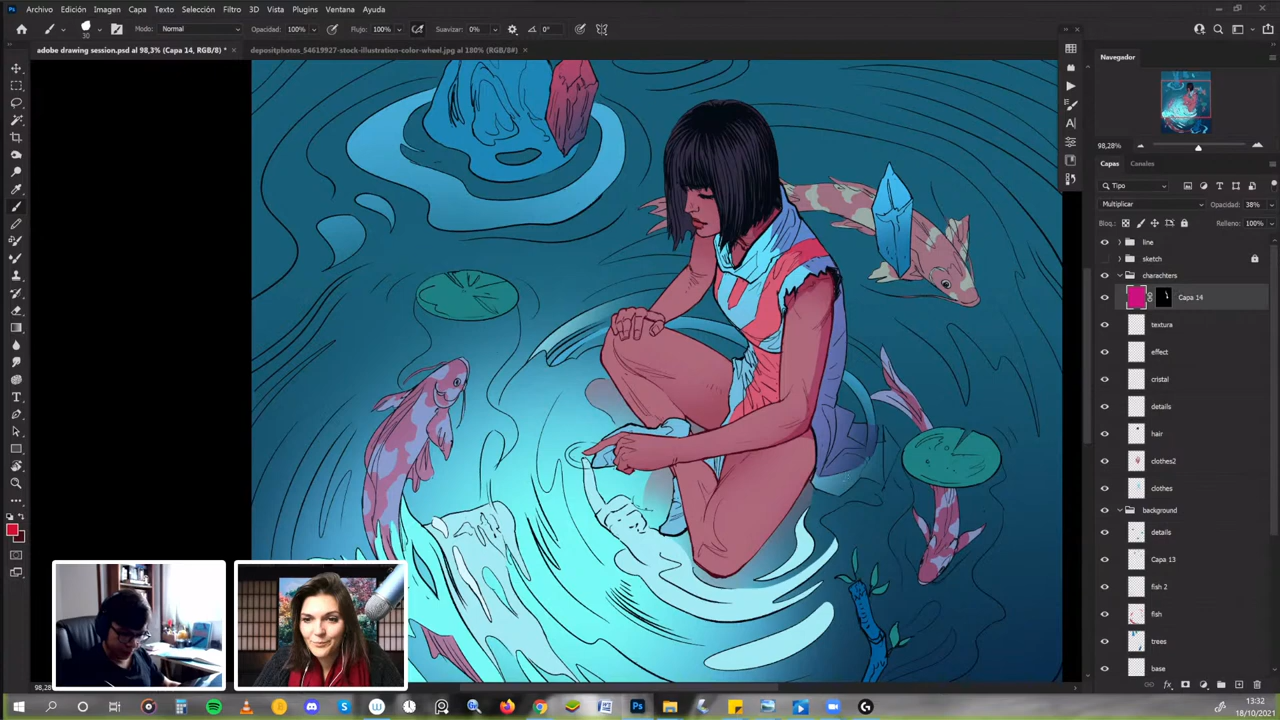 Archivo Edición Imagen Capa Texto Selección Filtro 3D Vista Plugins Ventana Ayuda
30 Modo: Normal Opacidad: 100% Flujo: 100% Suavizar: 0% 0°
adobe drawing session.psd al 98,3% (Capa 14, RGB/8) * × depositphotos_54619927-stock-illustration-color-wheel.jpg al 180% (RGB/8#) ×
Navegador
98,28%
Capas Canales
Tipo
Multiplicar Opacidad: 38%
Bloq.: Relleno: 100%
line
sketch
charachters
Capa 14
textura
effect
cristal
details
hair
clothes2
clothes
background
details
Capa 13
fish 2
fish
trees
base
13:32
18/10/2021